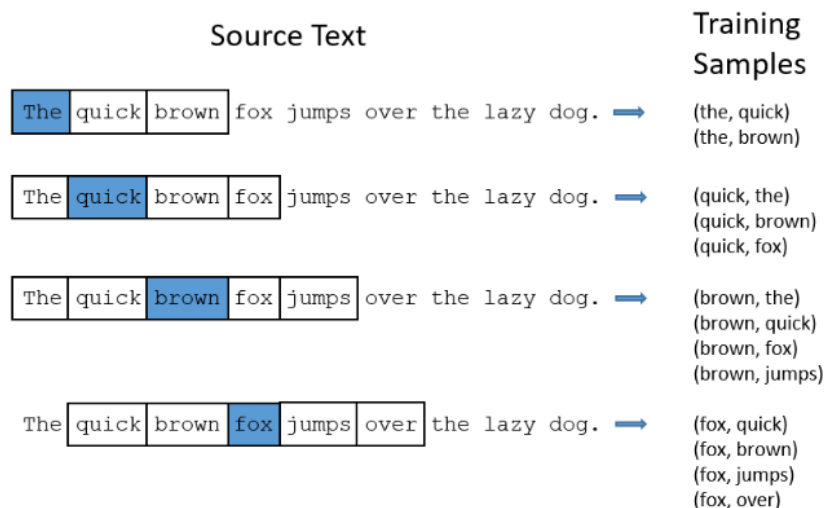 Source Text
Training
Samples
The quick brown fox jumps over the lazy dog.
(the, quick)
(the, brown)
The quick brown fox jumps over the lazy dog.
(quick, the)
(quick, brown)
(quick, fox)
The quick brown fox jumps over the lazy dog.
(brown, the)
(brown, quick)
(brown, fox)
(brown, jumps)
The quick brown fox jumps over the lazy dog.
(fox, quick)
(fox, brown)
(fox, jumps)
(fox, over)